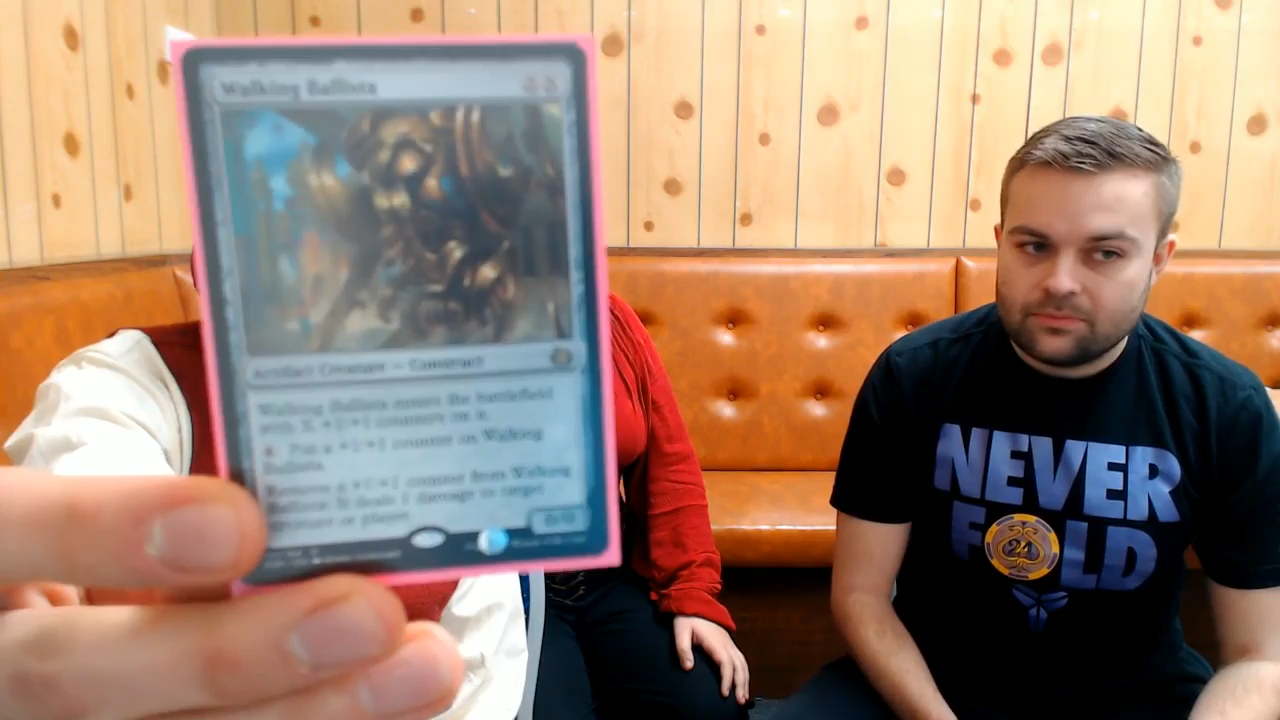 Walking Ballista
Artifact Creature — Construct
Walking Ballista enters the battlefield
with X +1/+1 counters on it.
Put a +1/+1 counter on Walking
Ballista.
Remove a +1/+1 counter from Walking
Ballista: It deals 1 damage to target
creature or player.
0/0
NEVER
FOLD
24